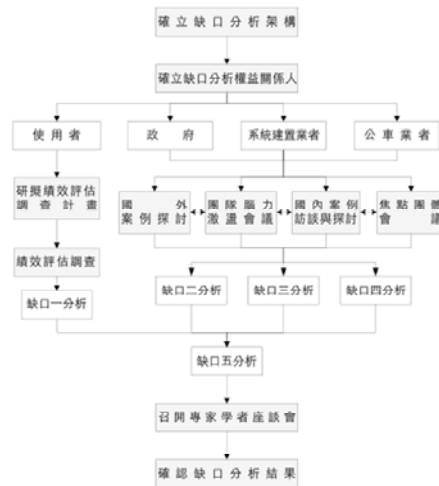 確立缺口分析架構
確立缺口分析權益關係人
使用者
政府
系統建置業者
公車業者
研擬績效評估
調查計畫
國外
案例探討
團隊腦力
激盪會議
國內案例
訪談與探討
焦點團體
會議
績效評估調查
缺口一分析
缺口二分析
缺口三分析
缺口四分析
缺口五分析
召開專家學者座談會
確認缺口分析結果